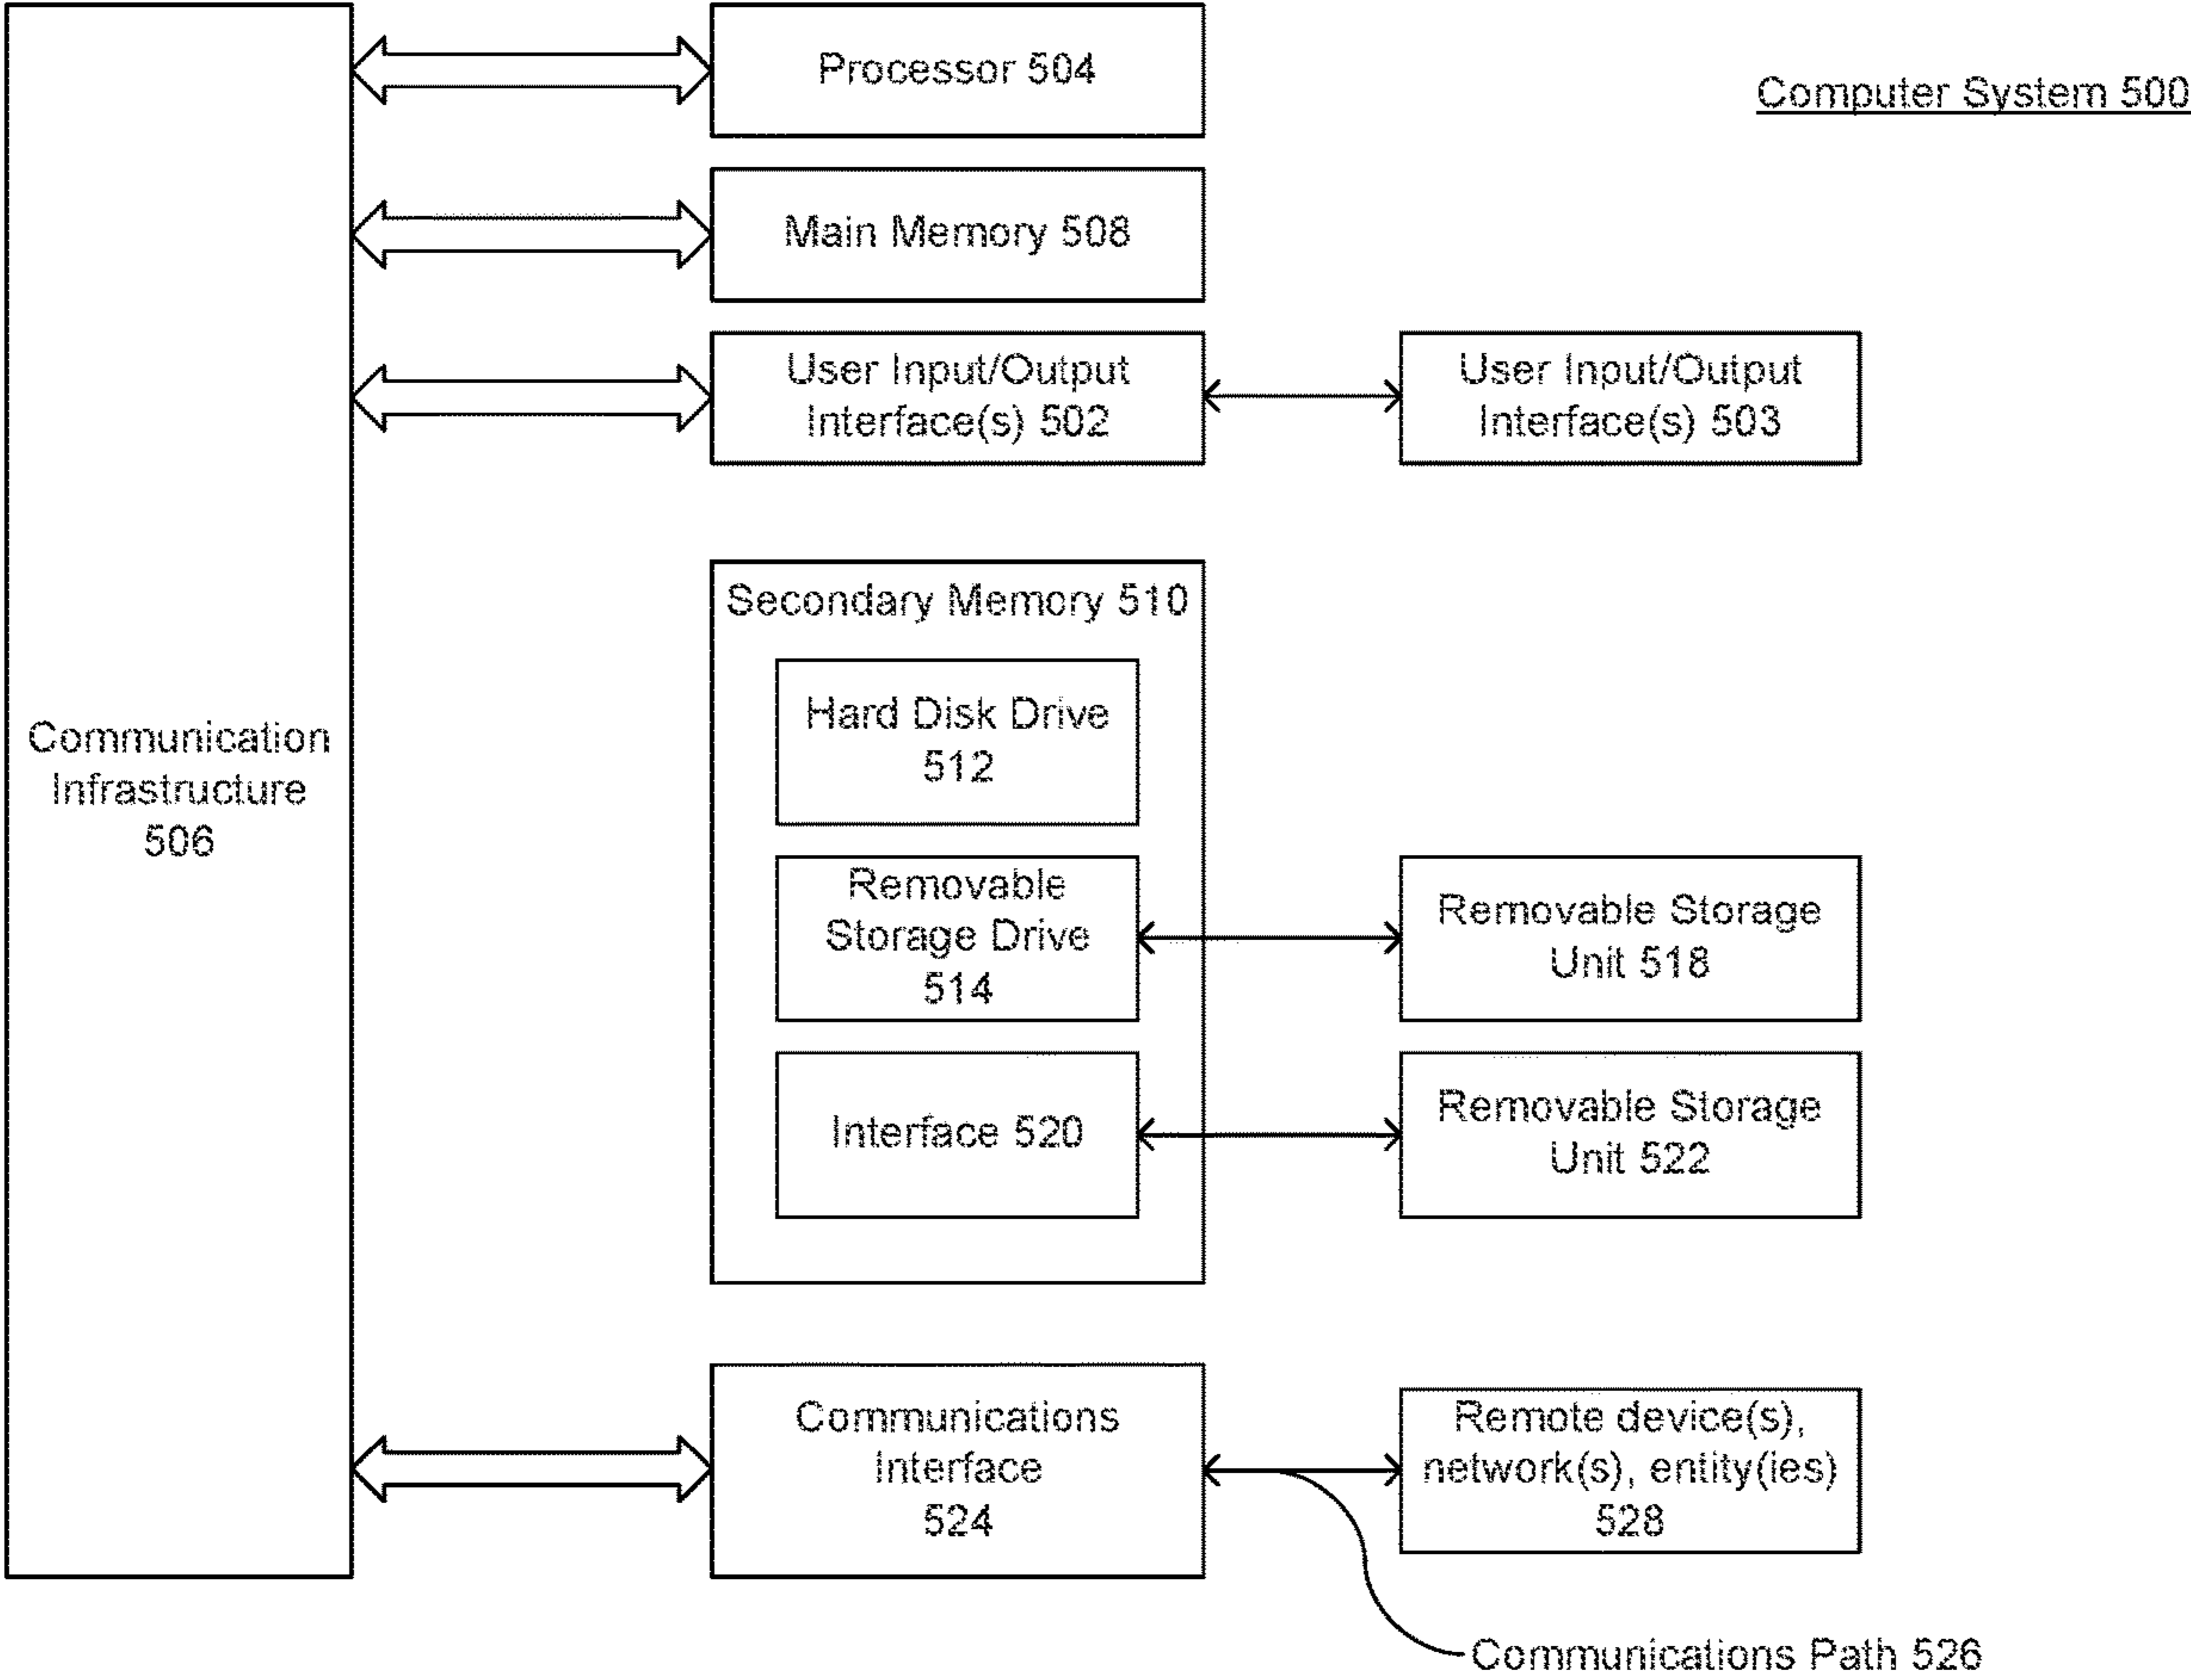 Processor 504
Computer System 500
Main Memory 508
User Input/Output
Interface(s) 502
User Input/Output
Interface(s) 503
Secondary Memory 510
Hard Disk Drive
512
Communication
Infrastructure
506
Removable
Storage Drive
514
Removable Storage
Unit 518
Interface 520
Removable Storage
Unit 522
Communications
Interface
524
Remote device(s),
network(s), entity(ies)
528
Communications Path 526